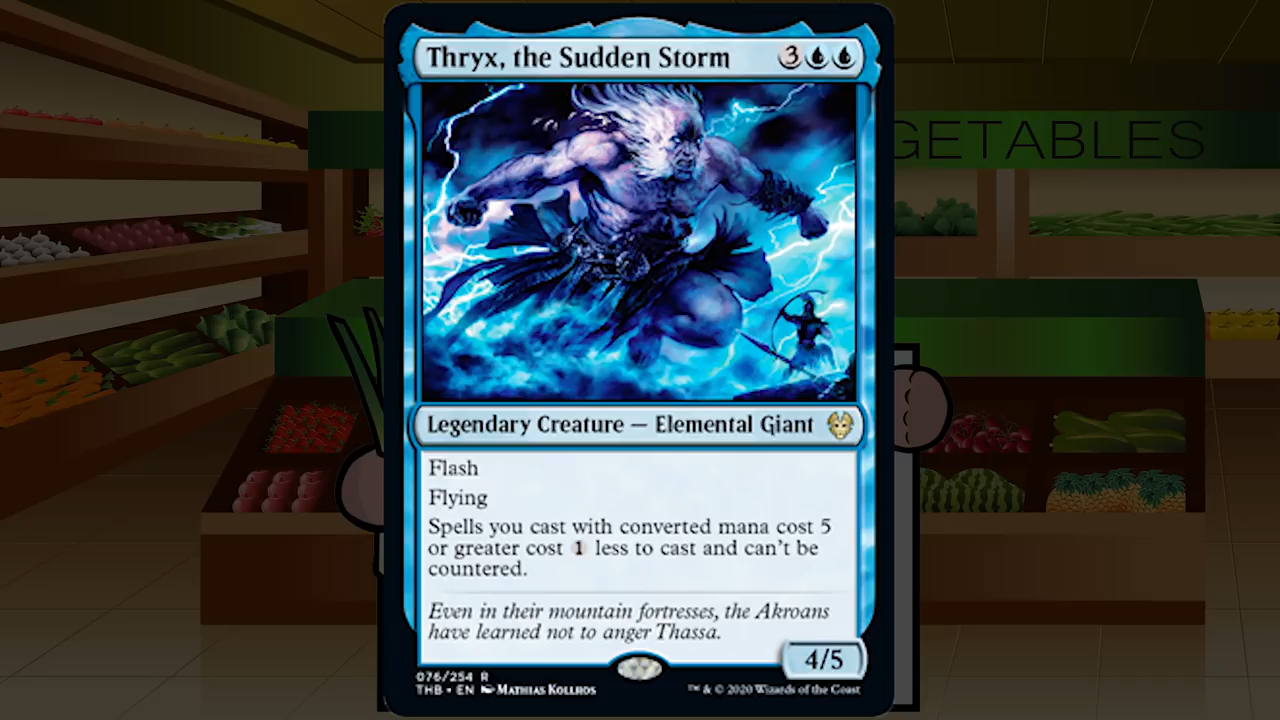 Thryx, the Sudden Storm 3
GETABLES
Legendary Creature — Elemental Giant
Flash
Flying
Spells you cast with converted mana cost 5
or greater cost 1 less to cast and can't be
countered.
Even in their mountain fortresses, the Akroans
have learned not to anger Thassa.
4/5
076/254 R
THB • EN Mathias Kollros
™ & © 2020 Wizards of the Coast